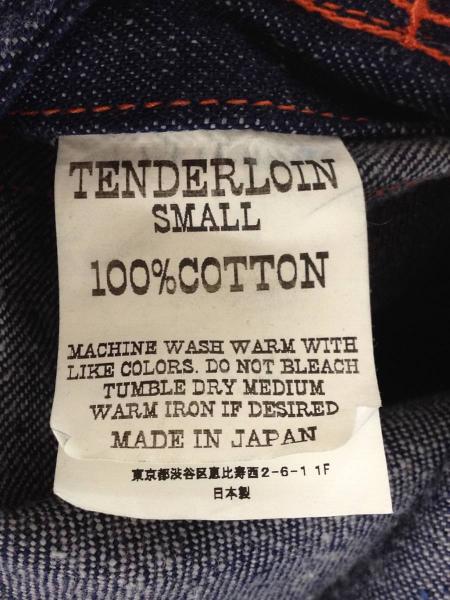 TENDERLOIN
SMALL
100%COTTON
MACHINE WASH WARM WITH
LIKE COLORS. DO NOT BLEACH
TUMBLE DRY MEDIUM
WARM IRON IF DESIRED
MADE IN JAPAN
東京都渋谷区恵比寿西2-6-1 1F
日本製